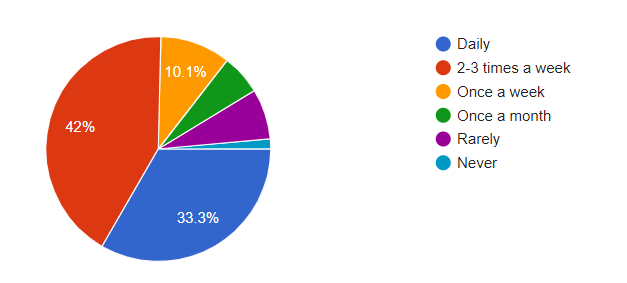 10.1%
42%
33.3%
Daily
2-3 times a week
Once a week
Once a month
Rarely
Never